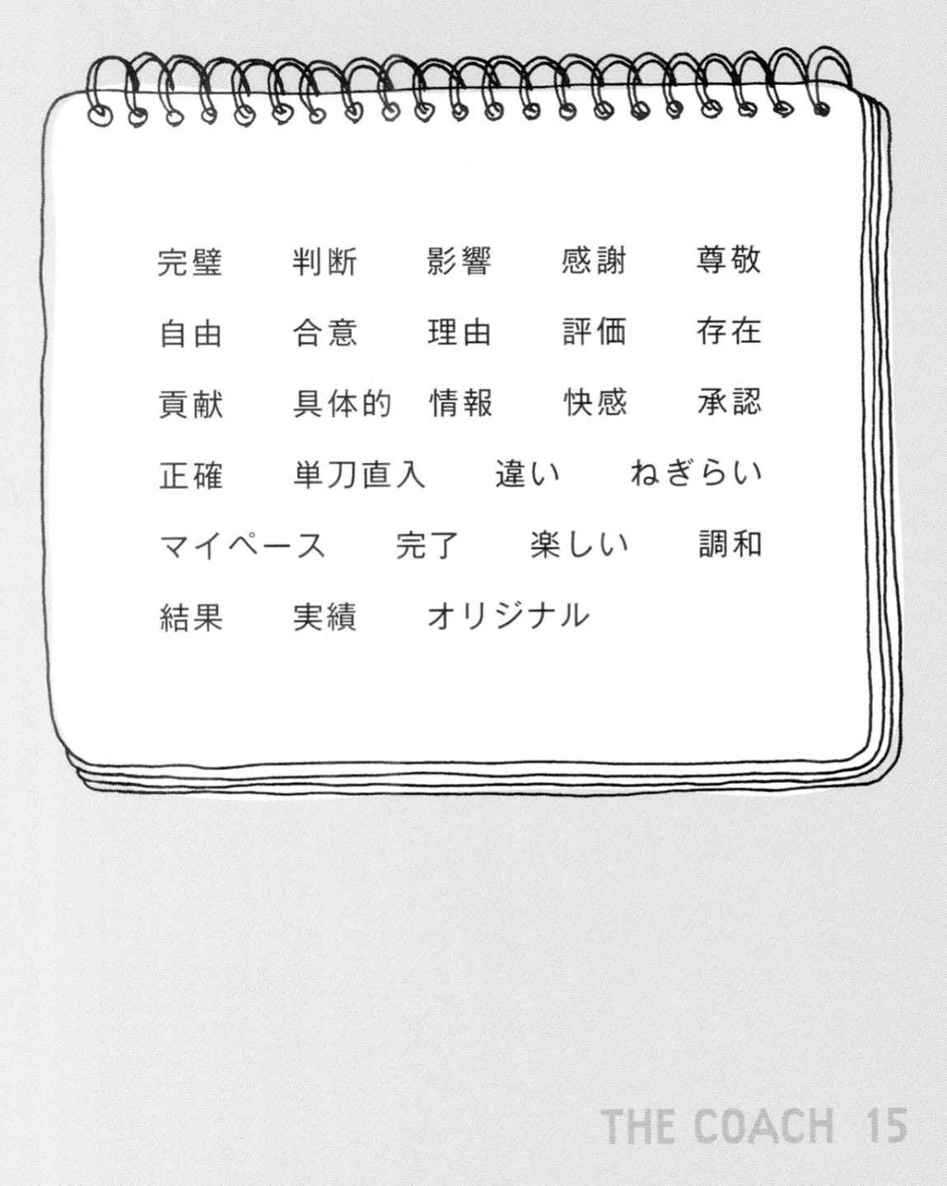 完璧 判断 影響 感謝 尊敬
自由 合意 理由 評価 存在
貢献 具体的 情報 快感 承認
正確 単刀直入 違い ねぎらい
マイペース 完了 楽しい 調和
結果 実績 オリジナル
THE COACH 15